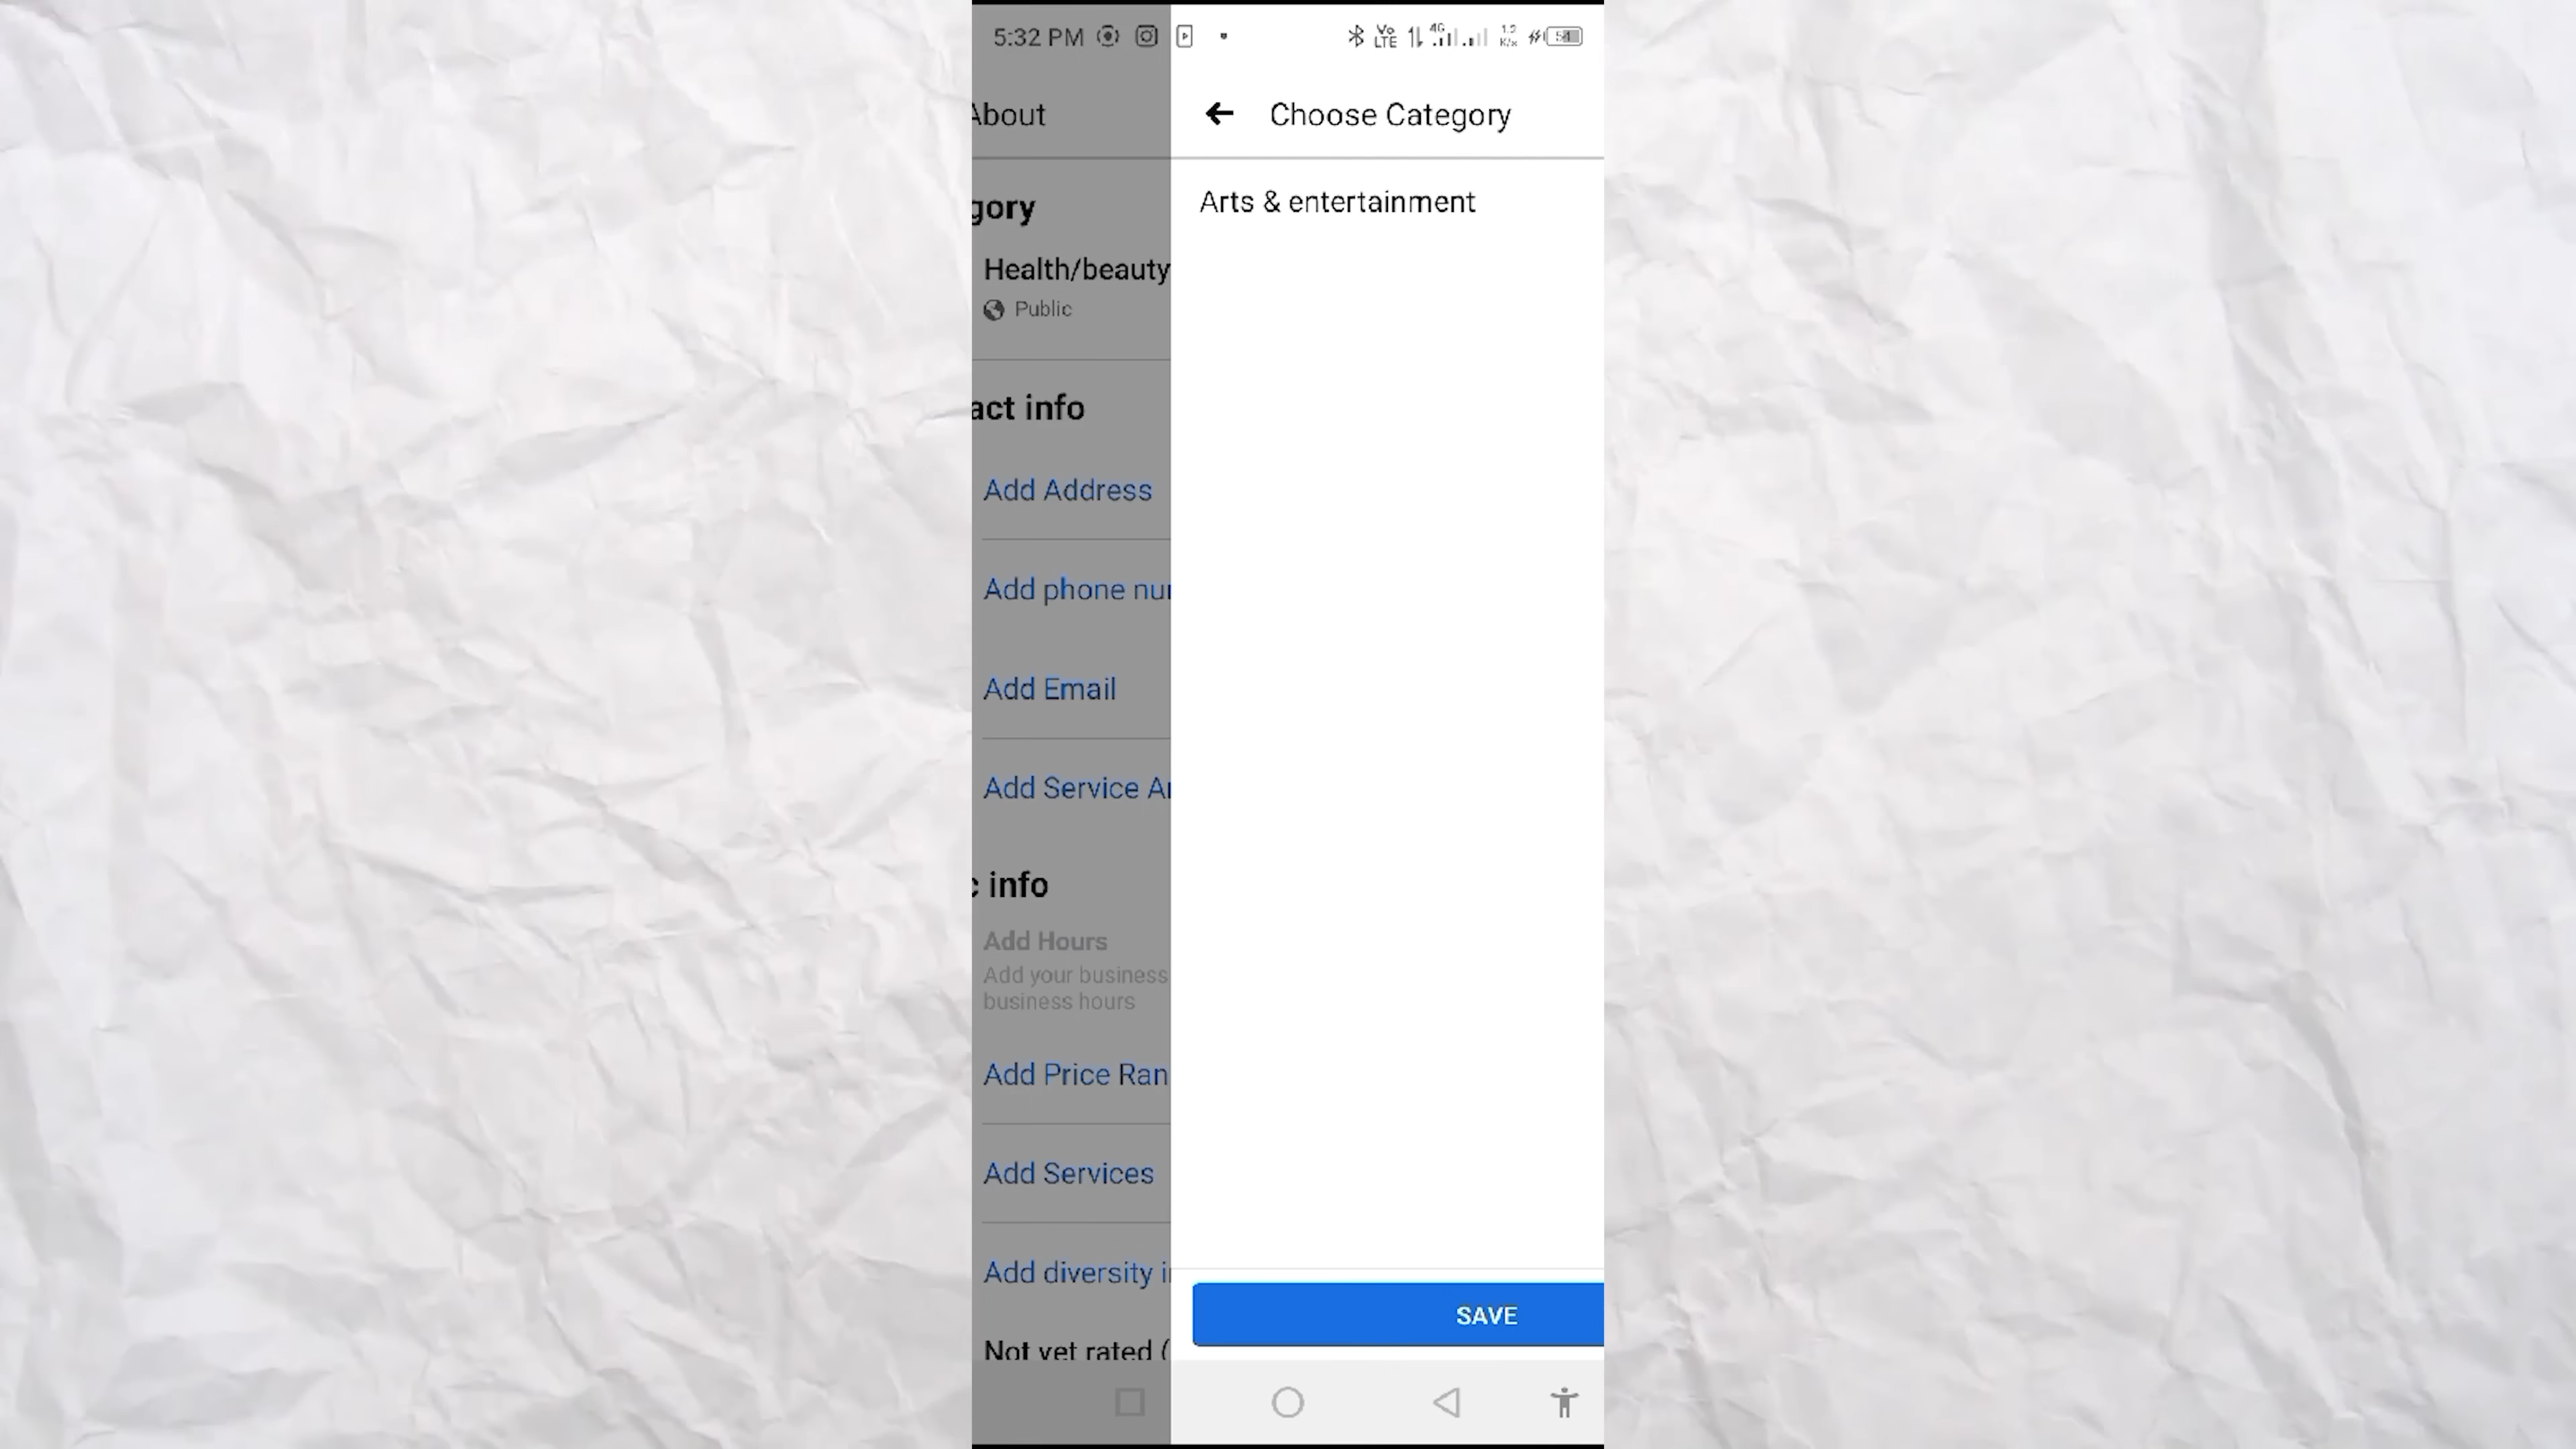 5:32 PM
About
Choose Category
gory
Arts & entertainment
Health/beauty
Public
act info
Add Address
Add phone
Add Email
Add Service
info
Add Hours
Add your business
business hours
Add Price Ran
Add Services
Add diversity
Not yet rated (
SAVE